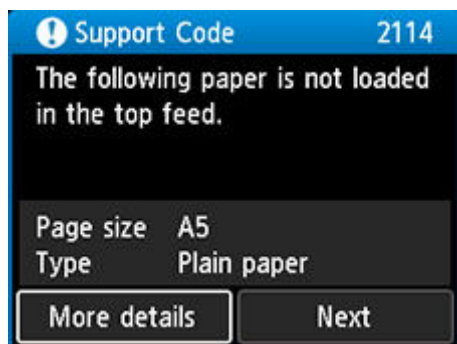 Support Code 2114
The following paper is not loaded
in the top feed.
Page size A5
Type Plain paper
More details Next